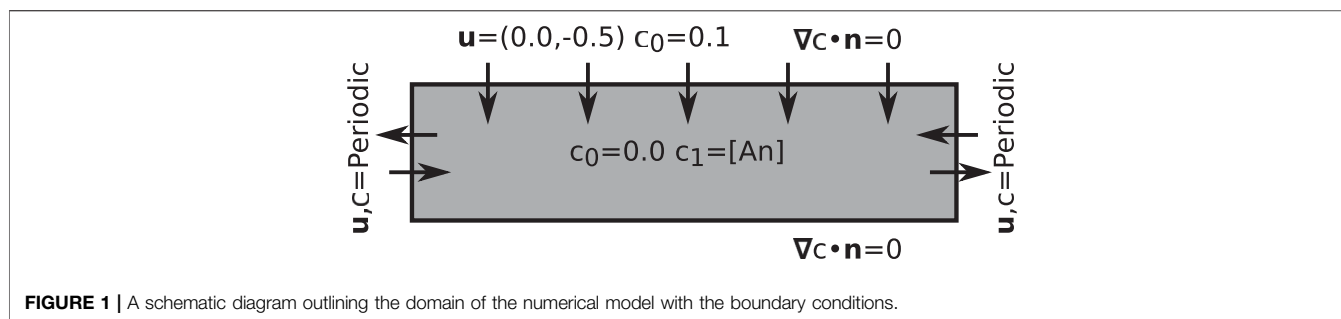 u=(0.0,-0.5) c₀=0.1 ∇c•n=0
u,c=Periodic
c₀=0.0 c₁=[An]
u,c=Periodic
∇c•n=0
FIGURE 1 | A schematic diagram outlining the domain of the numerical model with the boundary conditions.